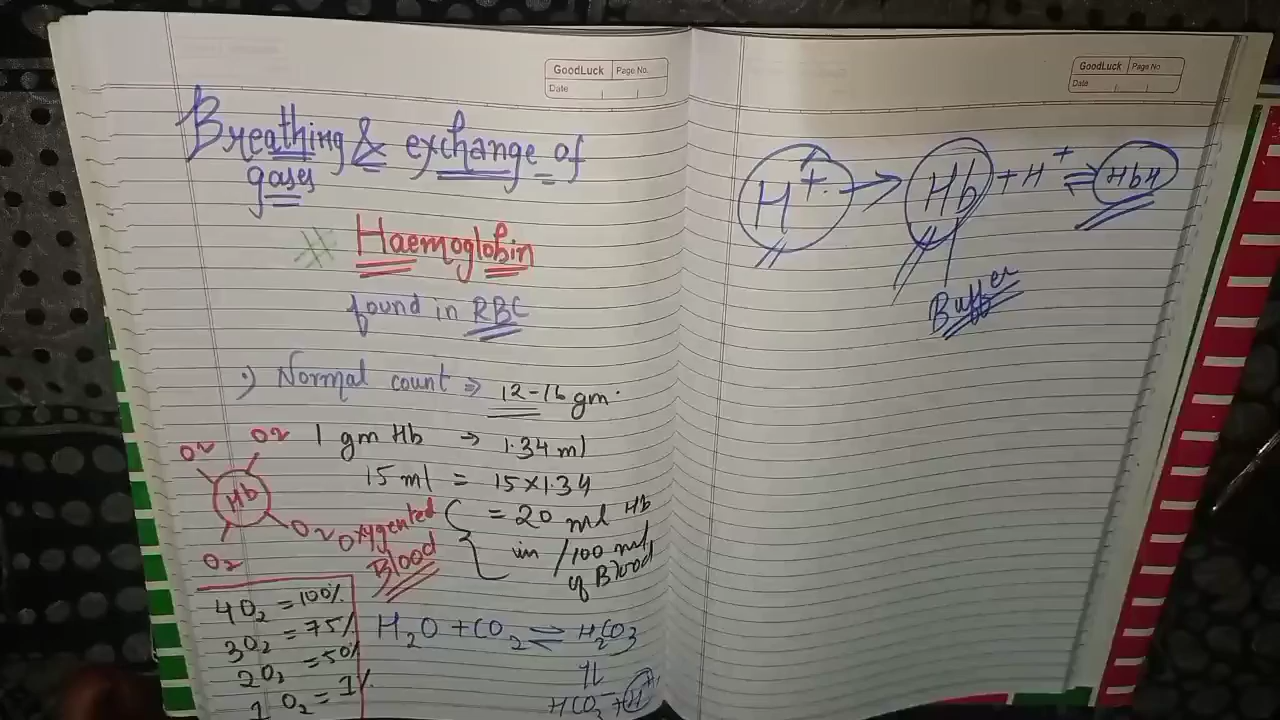 GoodLuck Page No.
Date
Breathing & exchange of
gases
# Haemoglobin
found in RBC
·) Normal count ⇒ 12-16 gm.
1 gm Hb → 1.34 ml
15 ml = 15×1.34
= 20 ml Hb
in /100 ml
of Blood
O2 O2
Hb
O2 O2
Oxygented
Blood
4O2 = 100%
3O2 = 75%
2O2 = 50%
1 O2 = 1%
H2O + CO2 ⇌ H2CO3
⇌
HCO3- + H+
GoodLuck Page No.
Date
H+ → Hb + H+ ⇌ HbH
Buffer